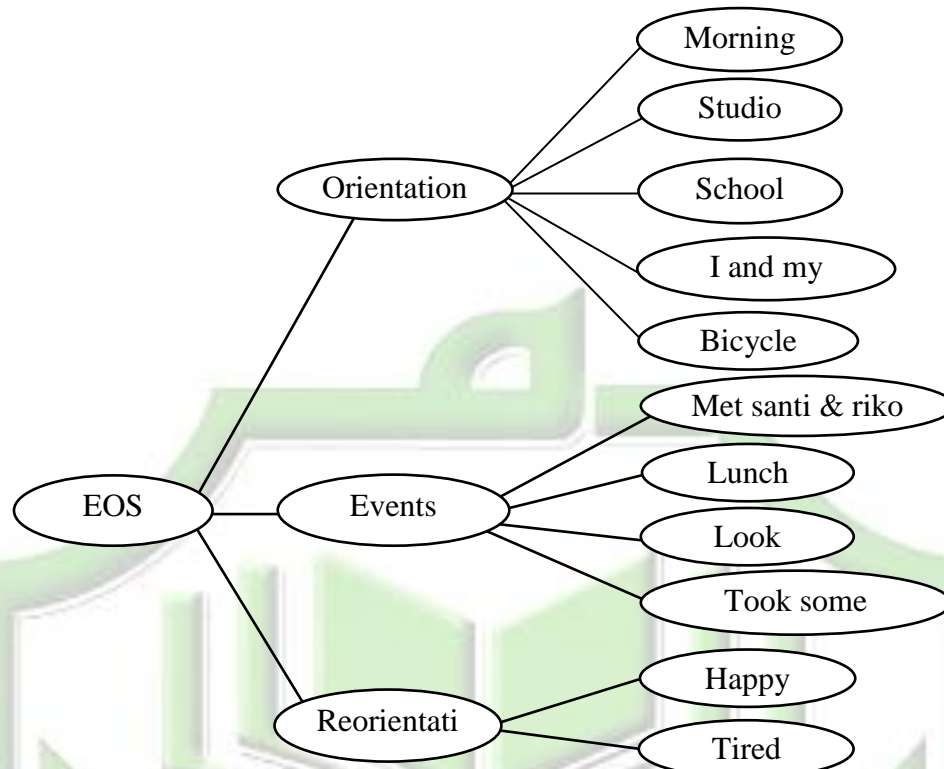 Morning
Studio
School
Orientation
I and my
Bicycle
Met santi & riko
Lunch
EOS
Events
Look
Took some
Happy
Reorientati
Tired